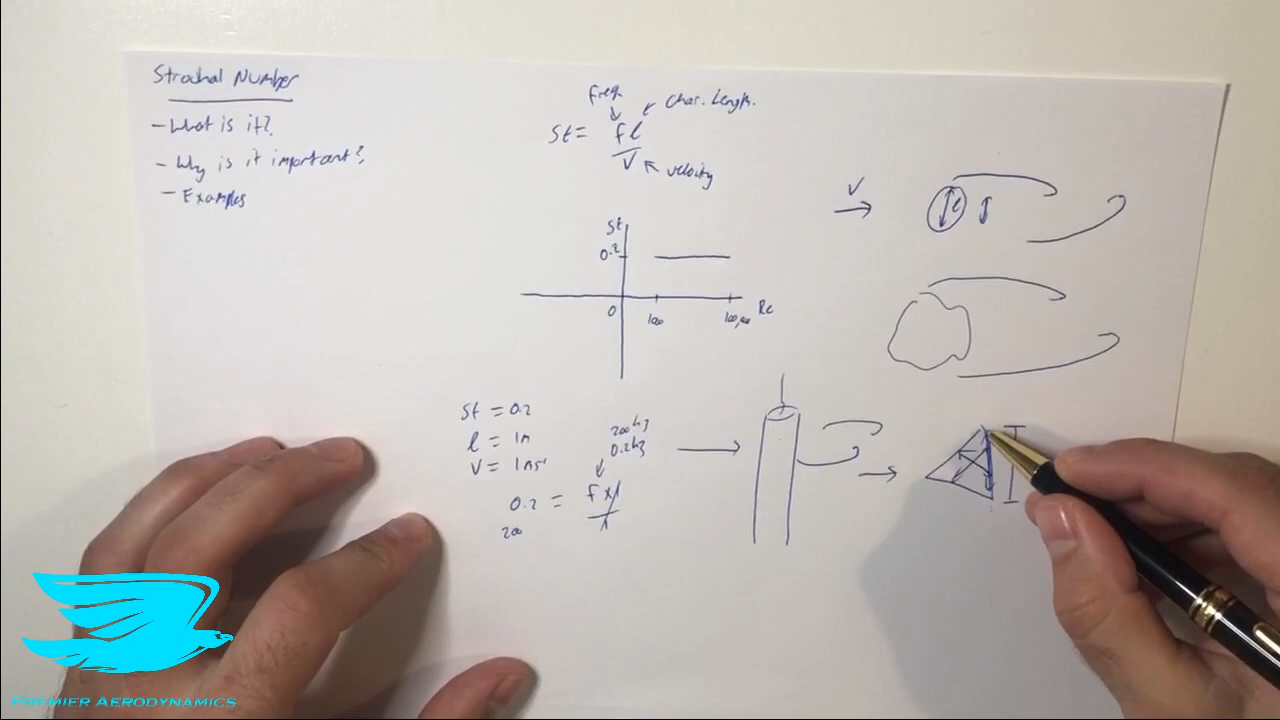 Strouhal Number
- What is it?
- Why is it important?
- Examples
freq.
char. Length.
St = fl
V
velocity
V
l
St
0.2
0
100
100,000
Re
St = 0.2
l = 1m
V = 1ms⁻¹
200hz
0.2hz
0.2 = f x 1
1
200
PREMIER AERODYNAMICS